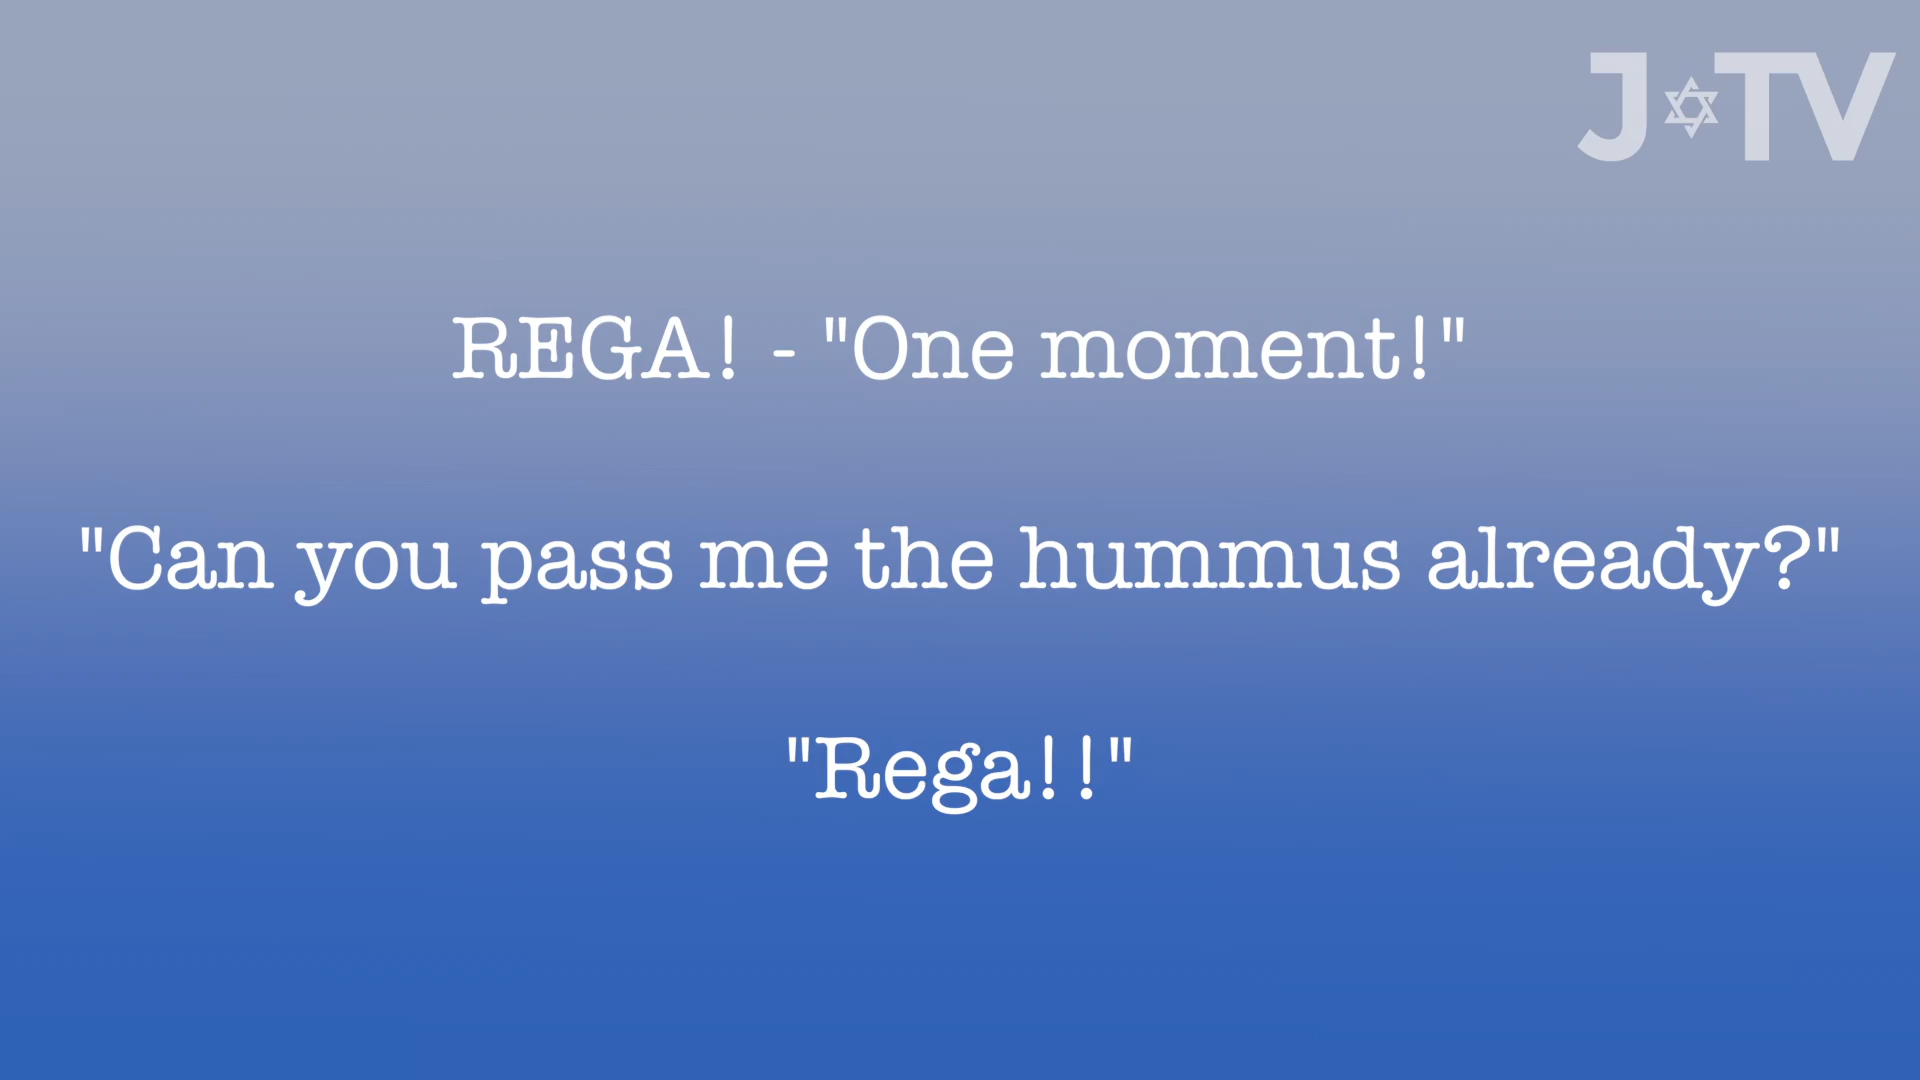 J✡TV
REGA! - "One moment!"
"Can you pass me the hummus already?"
"Rega!!"